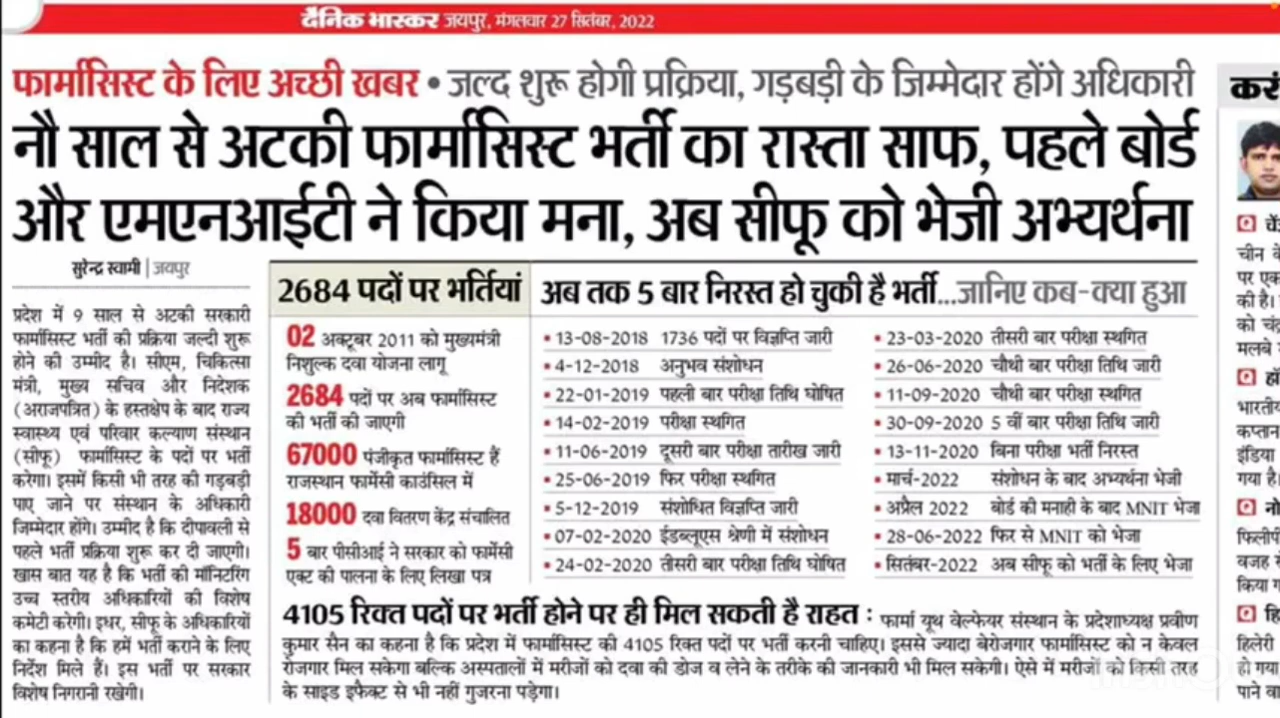 दैनिक भास्कर जयपुर, मंगलवार 27 सितंबर, 2022
फार्मासिस्ट के लिए अच्छी खबर • जल्द शुरू होगी प्रक्रिया, गड़बड़ी के जिम्मेदार होंगे अधिकारी
नौ साल से अटकी फार्मासिस्ट भर्ती का रास्ता साफ, पहले बोर्ड
और एमएनआईटी ने किया मना, अब सीफू को भेजी अभ्यर्थना
सुरेन्द्र स्वामी | जयपुर
प्रदेश में 9 साल से अटकी सरकारी
फार्मासिस्ट भर्ती की प्रक्रिया जल्दी शुरू
होने की उम्मीद है। सीएम, चिकित्सा
मंत्री, मुख्य सचिव और निदेशक
(अराजपत्रित) के हस्तक्षेप के बाद राज्य
स्वास्थ्य एवं परिवार कल्याण संस्थान
(सीफू) फार्मासिस्ट के पदों पर भर्ती
करेगा। इसमें किसी भी तरह की गड़बड़ी
पाए जाने पर संस्थान के अधिकारी
जिम्मेदार होंगे। उम्मीद है कि दीपावली से
पहले भर्ती प्रक्रिया शुरू कर दी जाएगी।
खास बात यह है कि भर्ती की मॉनिटरिंग
उच्च स्तरीय अधिकारियों की विशेष
कमेटी करेगी। इधर, सीफू के अधिकारियों
का कहना है कि हमें भर्ती कराने के लिए
निर्देश मिले हैं। इस भर्ती पर सरकार
विशेष निगरानी रखेगी।
2684 पदों पर भर्तियां
02 अक्टूबर 2011 को मुख्यमंत्री
निशुल्क दवा योजना लागू
2684 पदों पर अब फार्मासिस्ट
की भर्ती की जाएगी
67000 पंजीकृत फार्मासिस्ट हैं
राजस्थान फार्मेसी काउंसिल में
18000 दवा वितरण केंद्र संचालित
5 बार पीसीआई ने सरकार को फार्मेसी
एक्ट की पालना के लिए लिखा पत्र
अब तक 5 बार निरस्त हो चुकी है भर्ती...जानिए कब-क्या हुआ
• 13-08-2018 1736 पदों पर विज्ञप्ति जारी
• 4-12-2018 अनुभव संशोधन
• 22-01-2019 पहली बार परीक्षा तिथि घोषित
• 14-02-2019 परीक्षा स्थगित
• 11-06-2019 दूसरी बार परीक्षा तारीख जारी
• 25-06-2019 फिर परीक्षा स्थगित
• 5-12-2019 संशोधित विज्ञप्ति जारी
• 07-02-2020 ईडब्लूएस श्रेणी में संशोधन
• 24-02-2020 तीसरी बार परीक्षा तिथि घोषित
• 23-03-2020 तीसरी बार परीक्षा स्थगित
• 26-06-2020 चौथी बार परीक्षा तिथि जारी
• 11-09-2020 चौथी बार परीक्षा स्थगित
• 30-09-2020 5 वीं बार परीक्षा तिथि जारी
• 13-11-2020 बिना परीक्षा भर्ती निरस्त
• मार्च-2022 संशोधन के बाद अभ्यर्थना भेजी
• अप्रैल 2022 बोर्ड की मनाही के बाद MNIT भेजा
• 28-06-2022 फिर से MNIT को भेजा
• सितंबर-2022 अब सीफू को भर्ती के लिए भेजा
4105 रिक्त पदों पर भर्ती होने पर ही मिल सकती है राहत : फार्मा यूथ वेल्फेयर संस्थान के प्रदेशाध्यक्ष प्रवीण
कुमार सैन का कहना है कि प्रदेश में फार्मासिस्ट की 4105 रिक्त पदों पर भर्ती करनी चाहिए। इससे ज्यादा बेरोजगार फार्मासिस्ट को न केवल
रोजगार मिल सकेगा बल्कि अस्पतालों में मरीजों को दवा की डोज व लेने के तरीके की जानकारी भी मिल सकेगी। ऐसे में मरीजों को किसी तरह
के साइड इफैक्ट से भी नहीं गुजरना पड़ेगा।
चीन के
पर एक
की है।
को चंद्र
मलबे
भारतीय
कप्तान
इंडिया
गया है।
फिलीपी
वजह से
किया ग
हिलेरी
हो गया
पाने वा